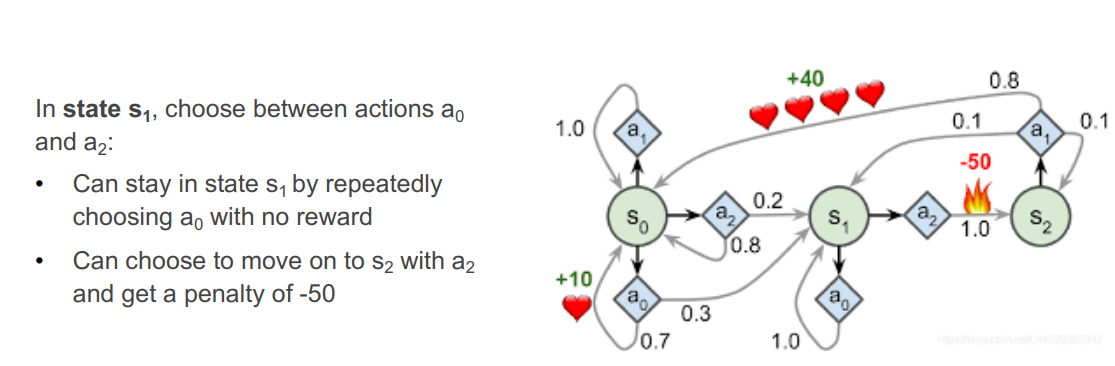 In state s₁, choose between actions a₀
and a₂:
• Can stay in state s₁ by repeatedly
choosing a₀ with no reward
• Can choose to move on to s₂ with a₂
and get a penalty of -50
+40
0.8
1.0
a₁
0.1
a₁
0.1
-50
s₀
a₂
0.2
s₁
a₂
1.0
s₂
0.8
+10
a₀
0.3
a₀
0.7
1.0